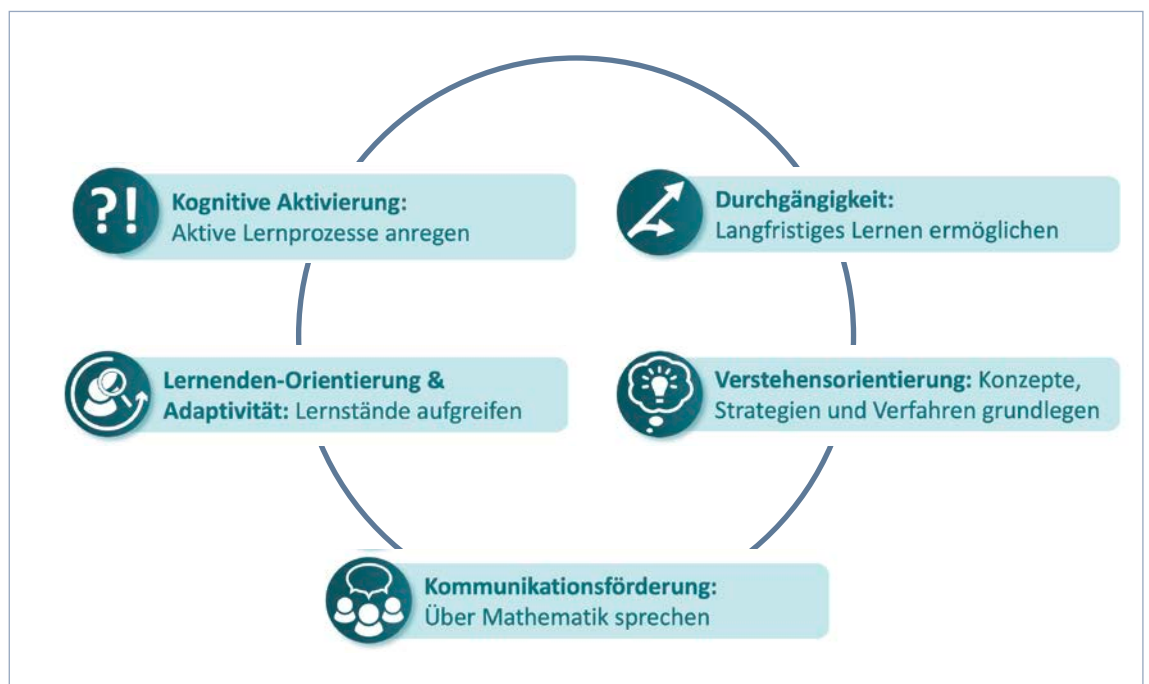 ?!
Kognitive Aktivierung:
Aktive Lernprozesse anregen
Durchgängigkeit:
Langfristiges Lernen ermöglichen
Lernenden-Orientierung &
Adaptivität: Lernstände aufgreifen
Verstehensorientierung: Konzepte,
Strategien und Verfahren grundlegen
Kommunikationsförderung:
Über Mathematik sprechen